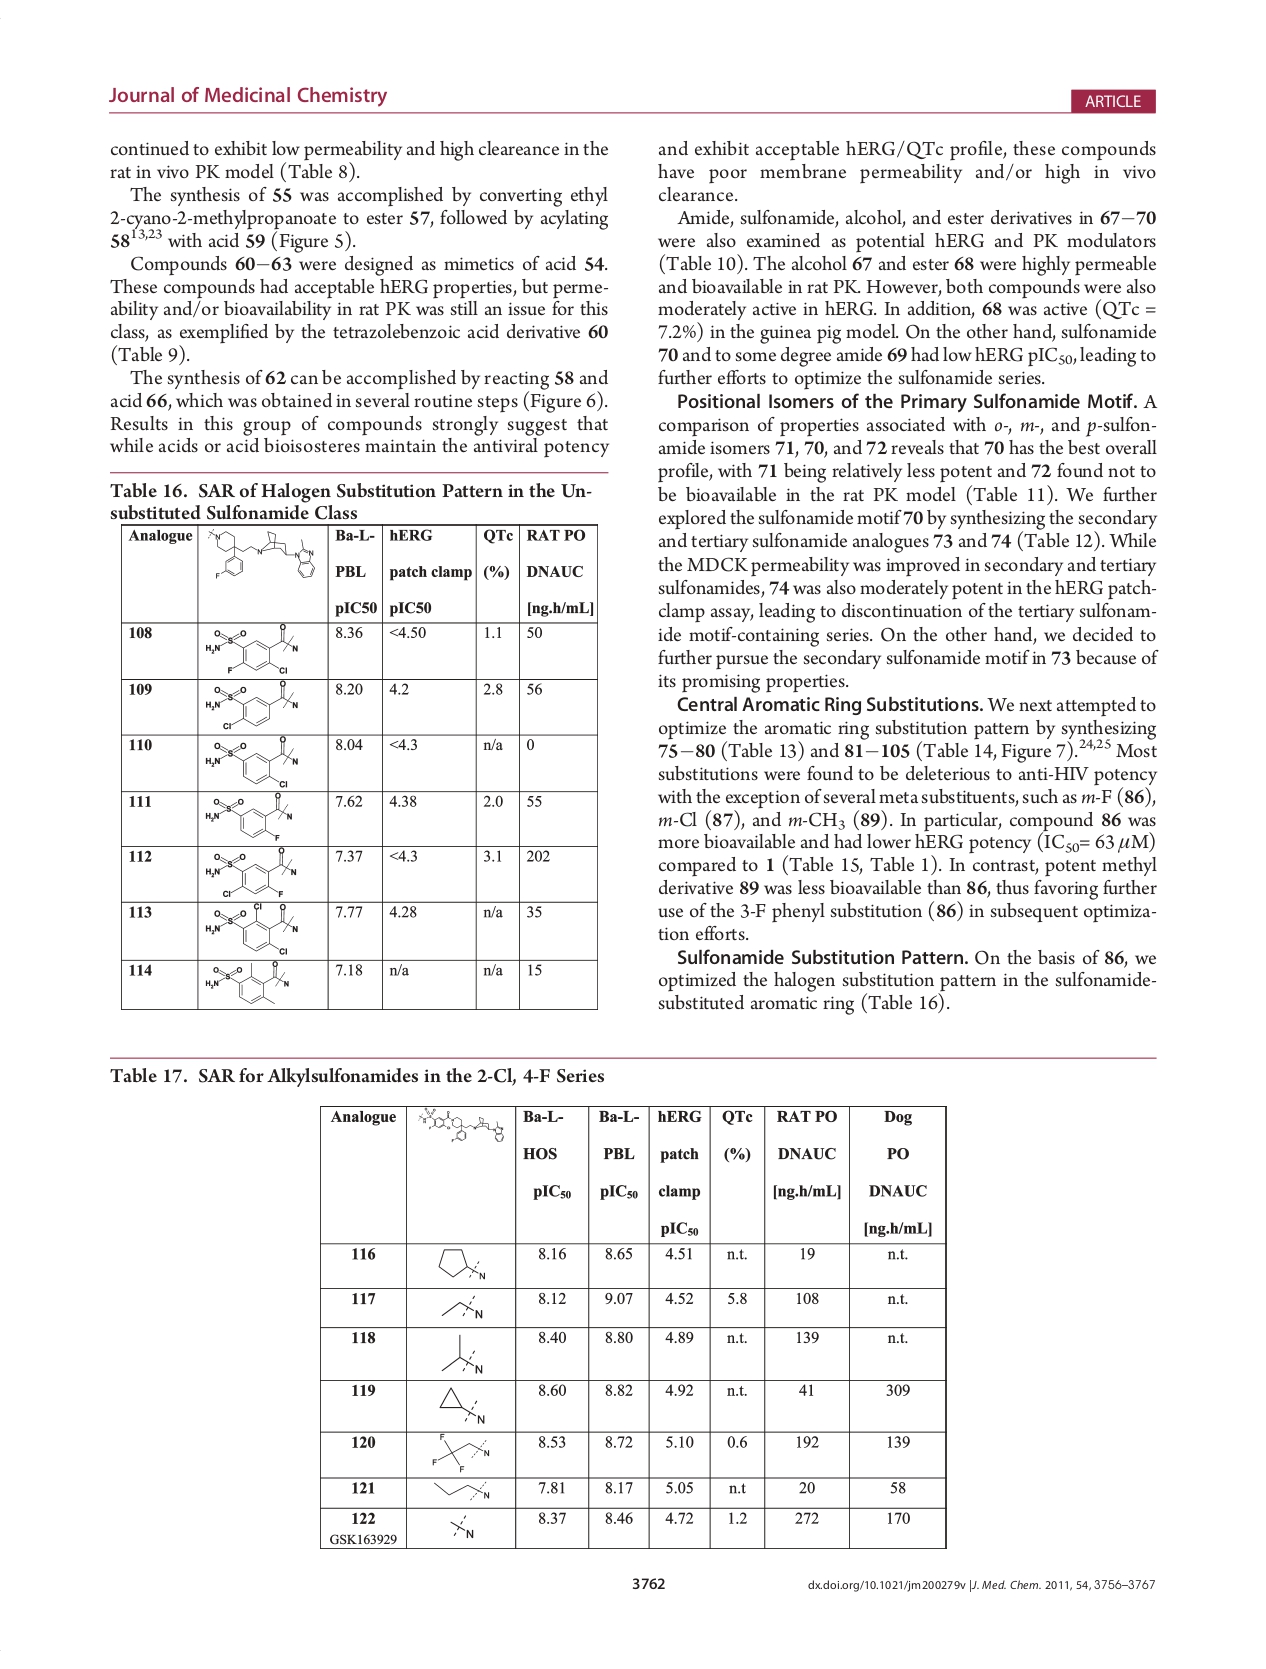 Journal of Medicinal Chemistry
ARTICLE
continued to exhibit low permeability and high cleareance in the
rat in vivo PK model (Table 8).
The synthesis of 55 was accomplished by converting ethyl
2-cyano-2-methylpropanoate to ester 57, followed by acylating
58^13,23 with acid 59 (Figure 5).
Compounds 60−63 were designed as mimetics of acid 54.
These compounds had acceptable hERG properties, but perme-
ability and/or bioavailability in rat PK was still an issue for this
class, as exemplified by the tetrazolebenzoic acid derivative 60
(Table 9).
The synthesis of 62 can be accomplished by reacting 58 and
acid 66, which was obtained in several routine steps (Figure 6).
Results in this group of compounds strongly suggest that
while acids or acid bioisosteres maintain the antiviral potency
Table 16. SAR of Halogen Substitution Pattern in the Un-
substituted Sulfonamide Class
Analogue Ba-L- hERG QTc RAT PO
PBL patch clamp (%) DNAUC
pIC50 pIC50 [ng.h/mL]
108 8.36 <4.50 1.1 50
109 8.20 4.2 2.8 56
110 8.04 <4.3 n/a 0
111 7.62 4.38 2.0 55
112 7.37 <4.3 3.1 202
113 7.77 4.28 n/a 35
114 7.18 n/a n/a 15
and exhibit acceptable hERG/QTc profile, these compounds
have poor membrane permeability and/or high in vivo
clearance.
Amide, sulfonamide, alcohol, and ester derivatives in 67−70
were also examined as potential hERG and PK modulators
(Table 10). The alcohol 67 and ester 68 were highly permeable
and bioavailable in rat PK. However, both compounds were also
moderately active in hERG. In addition, 68 was active (QTc =
7.2%) in the guinea pig model. On the other hand, sulfonamide
70 and to some degree amide 69 had low hERG pIC50, leading to
further efforts to optimize the sulfonamide series.
Positional Isomers of the Primary Sulfonamide Motif. A
comparison of properties associated with o-, m-, and p-sulfon-
amide isomers 71, 70, and 72 reveals that 70 has the best overall
profile, with 71 being relatively less potent and 72 found not to
be bioavailable in the rat PK model (Table 11). We further
explored the sulfonamide motif 70 by synthesizing the secondary
and tertiary sulfonamide analogues 73 and 74 (Table 12). While
the MDCK permeability was improved in secondary and tertiary
sulfonamides, 74 was also moderately potent in the hERG patch-
clamp assay, leading to discontinuation of the tertiary sulfonam-
ide motif-containing series. On the other hand, we decided to
further pursue the secondary sulfonamide motif in 73 because of
its promising properties.
Central Aromatic Ring Substitutions. We next attempted to
optimize the aromatic ring substitution pattern by synthesizing
75−80 (Table 13) and 81−105 (Table 14, Figure 7).^24,25 Most
substitutions were found to be deleterious to anti-HIV potency
with the exception of several meta substituents, such as m-F (86),
m-Cl (87), and m-CH3 (89). In particular, compound 86 was
more bioavailable and had lower hERG potency (IC50= 63 μM)
compared to 1 (Table 15, Table 1). In contrast, potent methyl
derivative 89 was less bioavailable than 86, thus favoring further
use of the 3-F phenyl substitution (86) in subsequent optimiza-
tion efforts.
Sulfonamide Substitution Pattern. On the basis of 86, we
optimized the halogen substitution pattern in the sulfonamide-
substituted aromatic ring (Table 16).
Table 17. SAR for Alkylsulfonamides in the 2-Cl, 4-F Series
Analogue Ba-L- Ba-L- hERG QTc RAT PO Dog
HOS PBL patch (%) DNAUC PO
pIC50 pIC50 clamp [ng.h/mL] DNAUC
pIC50 [ng.h/mL]
116 8.16 8.65 4.51 n.t. 19 n.t.
117 8.12 9.07 4.52 5.8 108 n.t.
118 8.40 8.80 4.89 n.t. 139 n.t.
119 8.60 8.82 4.92 n.t. 41 309
120 8.53 8.72 5.10 0.6 192 139
121 7.81 8.17 5.05 n.t 20 58
122 8.37 8.46 4.72 1.2 272 170
GSK163929
3762
dx.doi.org/10.1021/jm200279v |J. Med. Chem. 2011, 54, 3756–3767